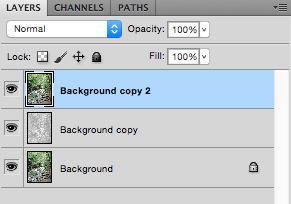 LAYERS CHANNELS PATHS
Normal Opacity: 100%
Lock: Fill: 100%
Background copy 2
Background copy
Background